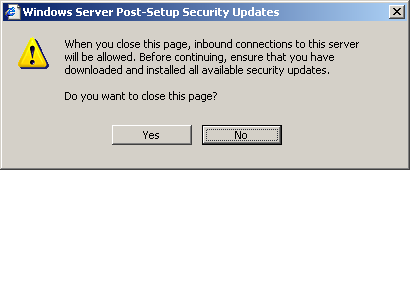 Windows Server Post-Setup Security Updates
When you close this page, inbound connections to this server
will be allowed. Before continuing, ensure that you have
downloaded and installed all available security updates.
Do you want to close this page?
Yes
No